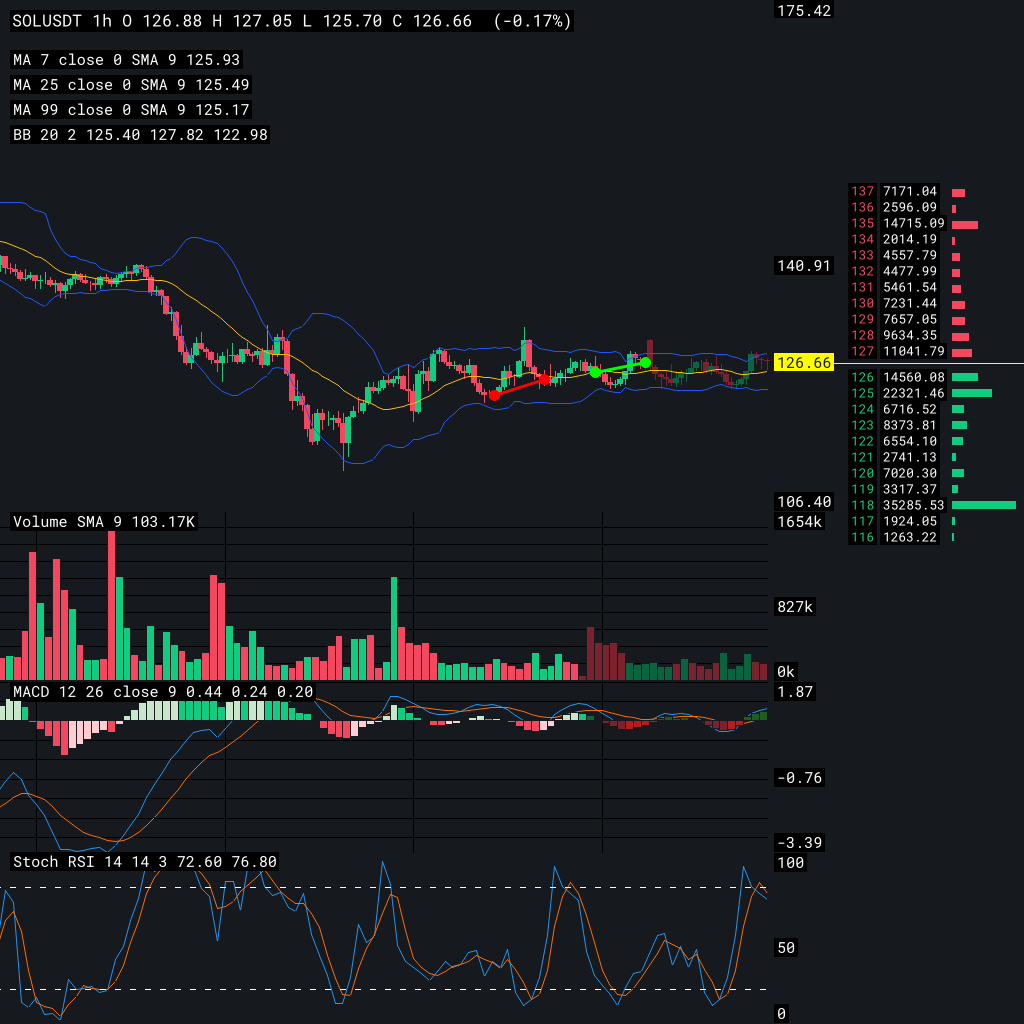 SOLUSDT 1h O 126.88 H 127.05 L 125.70 C 126.66 (-0.17%)
175.42
MA 7 close 0 SMA 9 125.93
MA 25 close 0 SMA 9 125.49
MA 99 close 0 SMA 9 125.17
BB 20 2 125.40 127.82 122.98
137 7171.04
136 2596.09
135 14715.09
134 2014.19
133 4557.79
132 4477.99
131 5461.54
130 7231.44
129 7657.05
128 9634.35
127 11041.79
140.91
126.66
126 14560.08
125 22321.46
124 6716.52
123 8373.81
122 6554.10
121 2741.13
120 7020.30
119 3317.37
118 35285.53
117 1924.05
116 1263.22
106.40
Volume SMA 9 103.17K
1654k
827k
0k
MACD 12 26 close 9 0.44 0.24 0.20
1.87
-0.76
-3.39
Stoch RSI 14 14 3 72.60 76.80
100
50
0